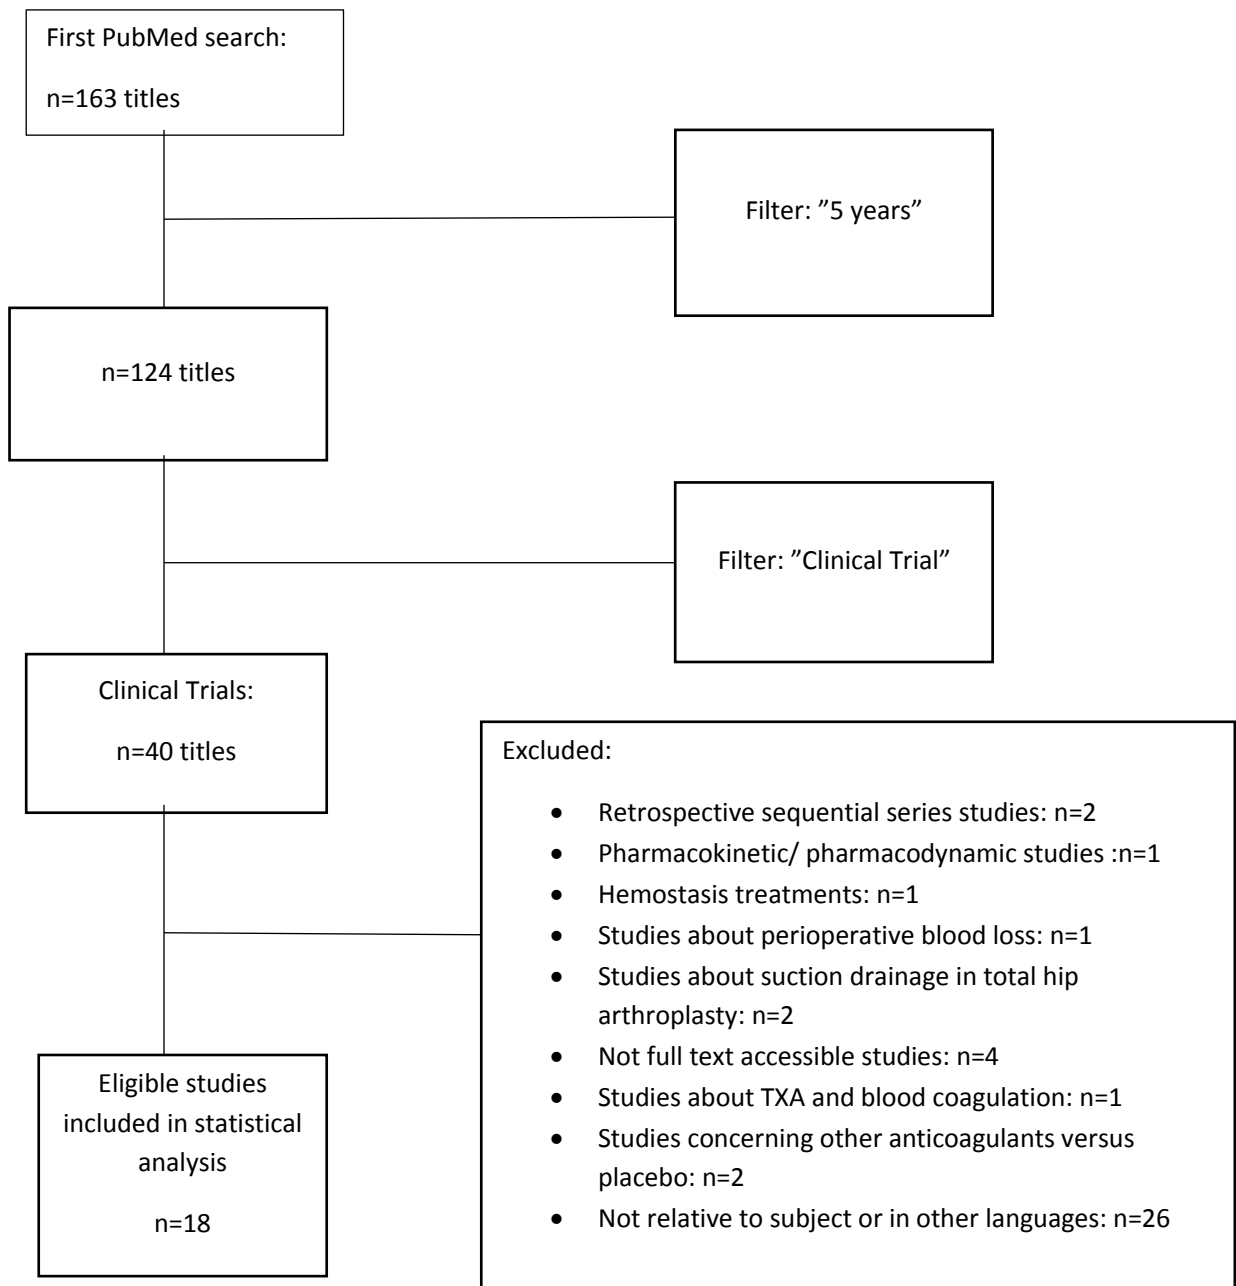 First PubMed search:
n=163 titles
Filter: ”5 years”
n=124 titles
Filter: ”Clinical Trial”
Clinical Trials:
n=40 titles
Excluded:
• Retrospective sequential series studies: n=2
• Pharmacokinetic/ pharmacodynamic studies :n=1
• Hemostasis treatments: n=1
• Studies about perioperative blood loss: n=1
• Studies about suction drainage in total hip
arthroplasty: n=2
• Not full text accessible studies: n=4
• Studies about TXA and blood coagulation: n=1
• Studies concerning other anticoagulants versus
placebo: n=2
• Not relative to subject or in other languages: n=26
Eligible studies
included in statistical
analysis
n=18